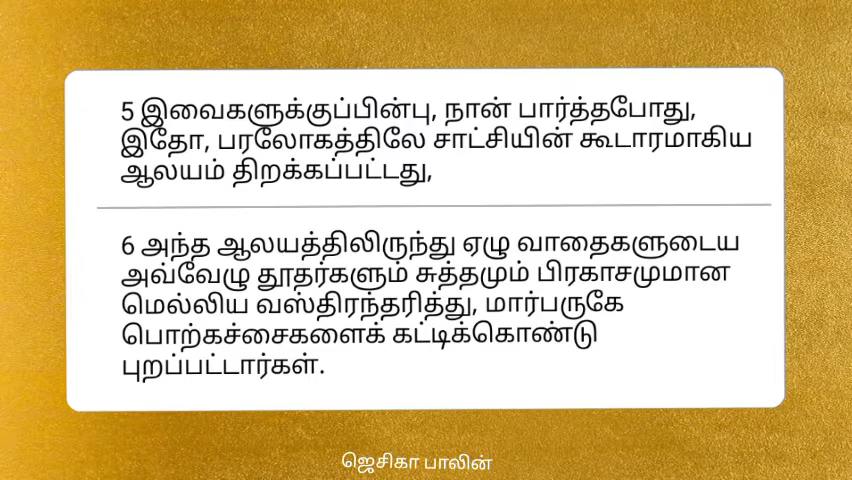 5 இவைகளுக்குப்பின்பு, நான் பார்த்தபோது,
இதோ, பரலோகத்திலே சாட்சியின் கூடாரமாகிய
ஆலயம் திறக்கப்பட்டது,
6 அந்த ஆலயத்திலிருந்து ஏழு வாதைகளுடைய
அவ்வேழு தூதர்களும் சுத்தமும் பிரகாசமுமான
மெல்லிய வஸ்திரந்தரித்து, மார்பருகே
பொற்கச்சைகளைக் கட்டிக்கொண்டு
புறப்பட்டார்கள்.
ஜெசிகா பாலின்